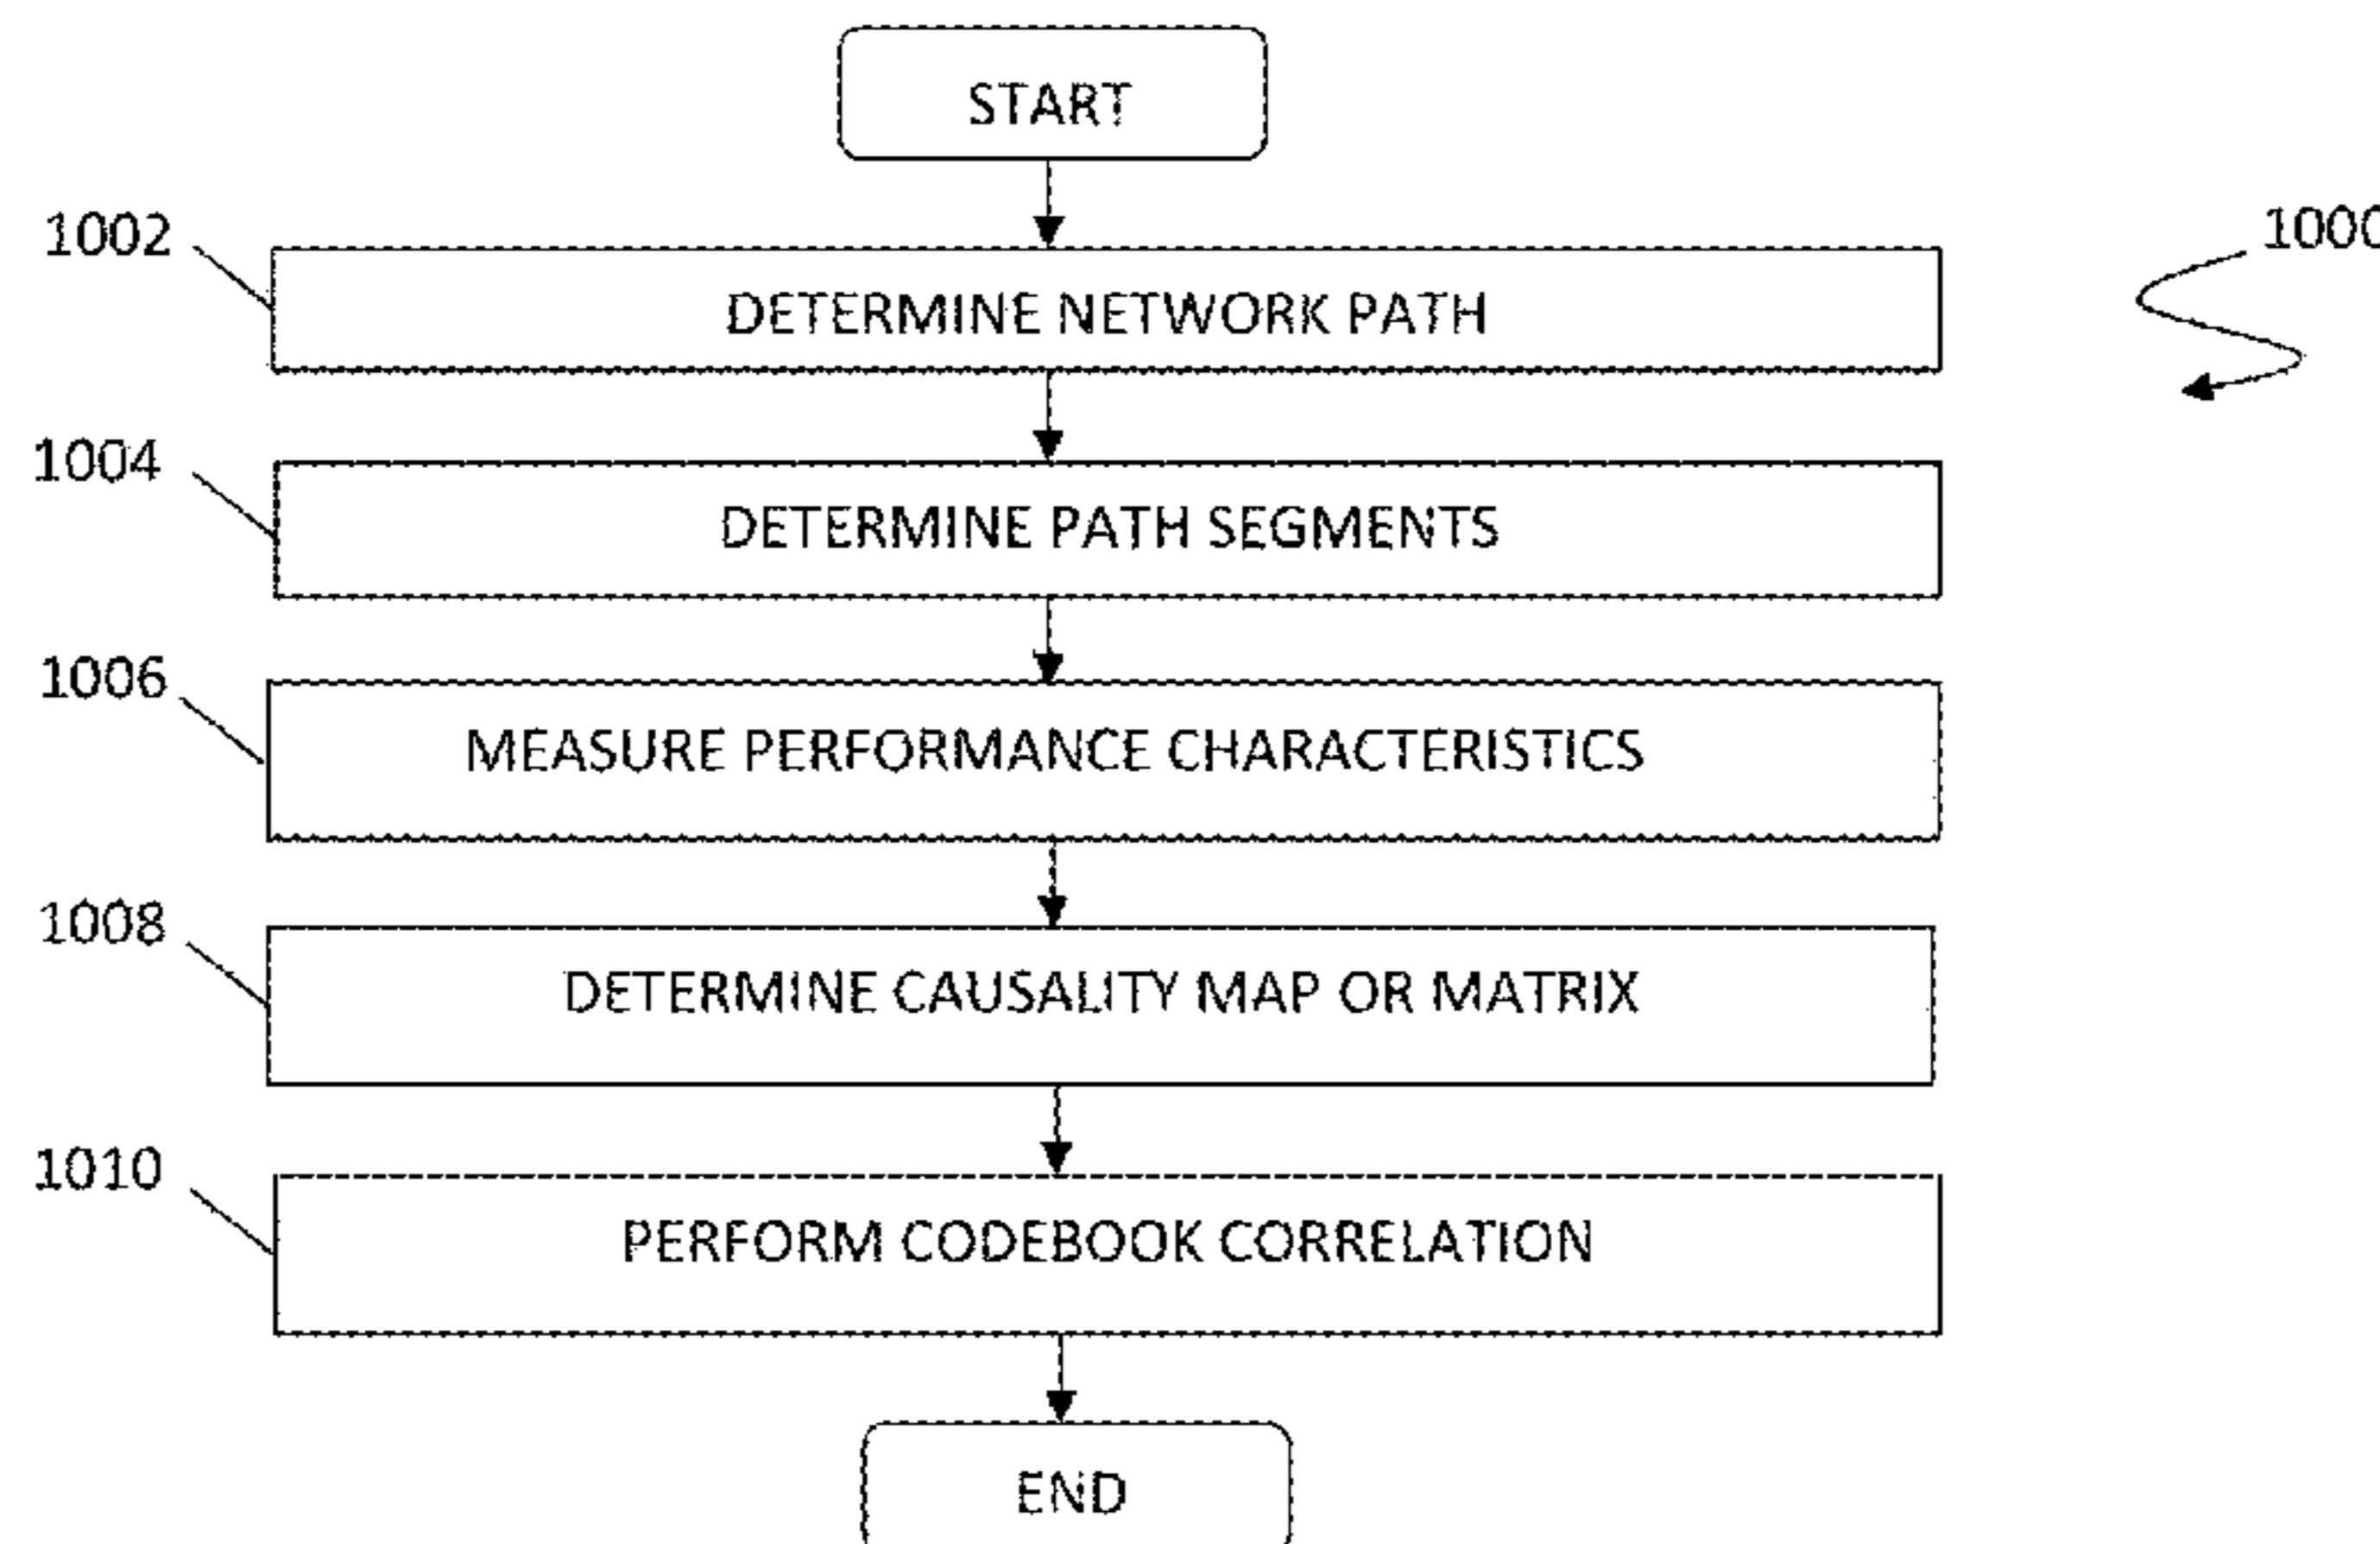 START
1002
1000
DETERMINE NETWORK PATH
1004
DETERMINE PATH SEGMENTS
1006
MEASURE PERFORMANCE CHARACTERISTICS
1008
DETERMINE CAUSALITY MAP OR MATRIX
1010
PERFORM CODEBOOK CORRELATION
END